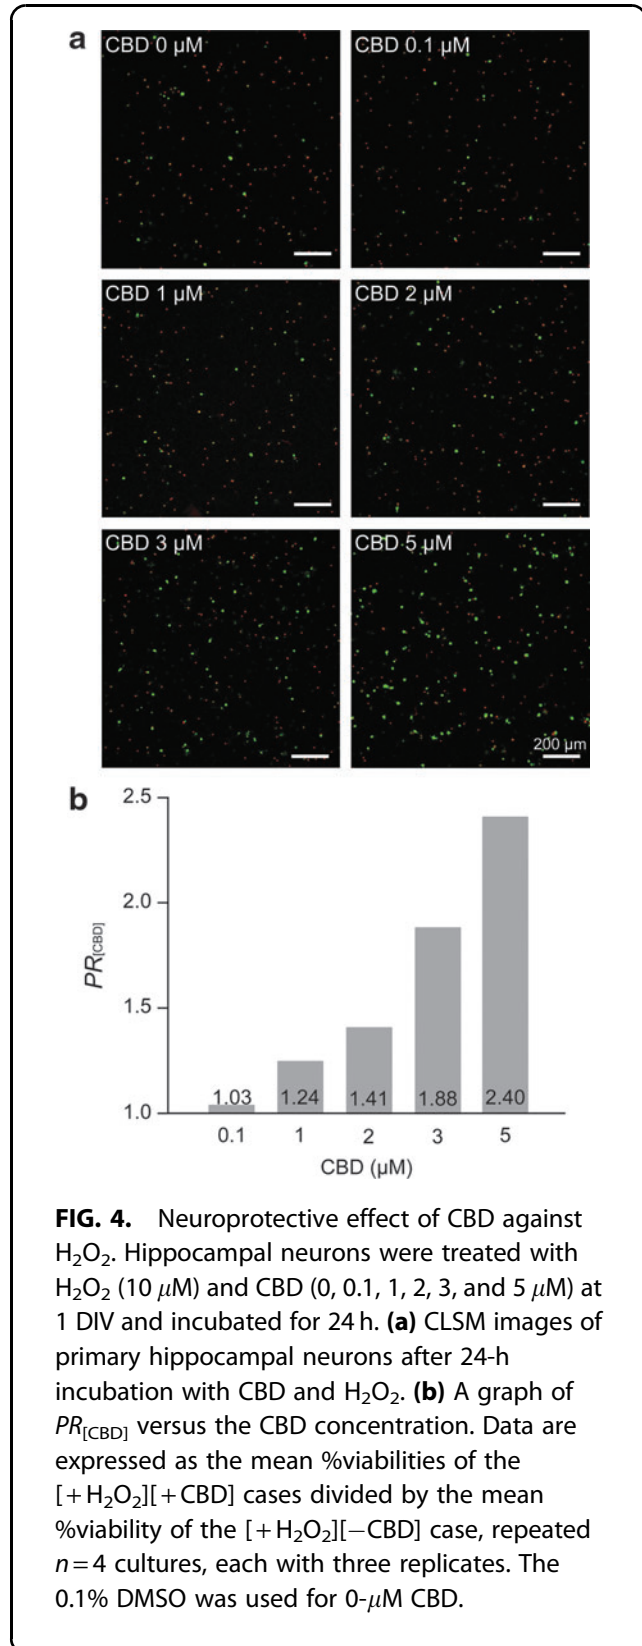 a
CBD 0 µM
CBD 0.1 µM
CBD 1 µM
CBD 2 µM
CBD 3 µM
CBD 5 µM
200 µm
b
2.5
2.0
1.5
1.0
PR[CBD]
1.03
1.24
1.41
1.88
2.40
0.1
1
2
3
5
CBD (µM)
FIG. 4. Neuroprotective effect of CBD against
H₂O₂. Hippocampal neurons were treated with
H₂O₂ (10 µM) and CBD (0, 0.1, 1, 2, 3, and 5 µM) at
1 DIV and incubated for 24 h. (a) CLSM images of
primary hippocampal neurons after 24-h
incubation with CBD and H₂O₂. (b) A graph of
PR[CBD] versus the CBD concentration. Data are
expressed as the mean %viabilities of the
[+H₂O₂][+CBD] cases divided by the mean
%viability of the [+H₂O₂][−CBD] case, repeated
n=4 cultures, each with three replicates. The
0.1% DMSO was used for 0-µM CBD.